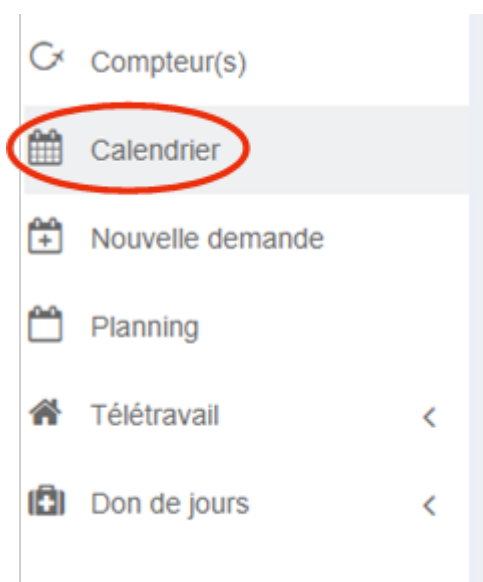 Compteur(s)
Calendrier
Nouvelle demande
Planning
Télétravail
Don de jours